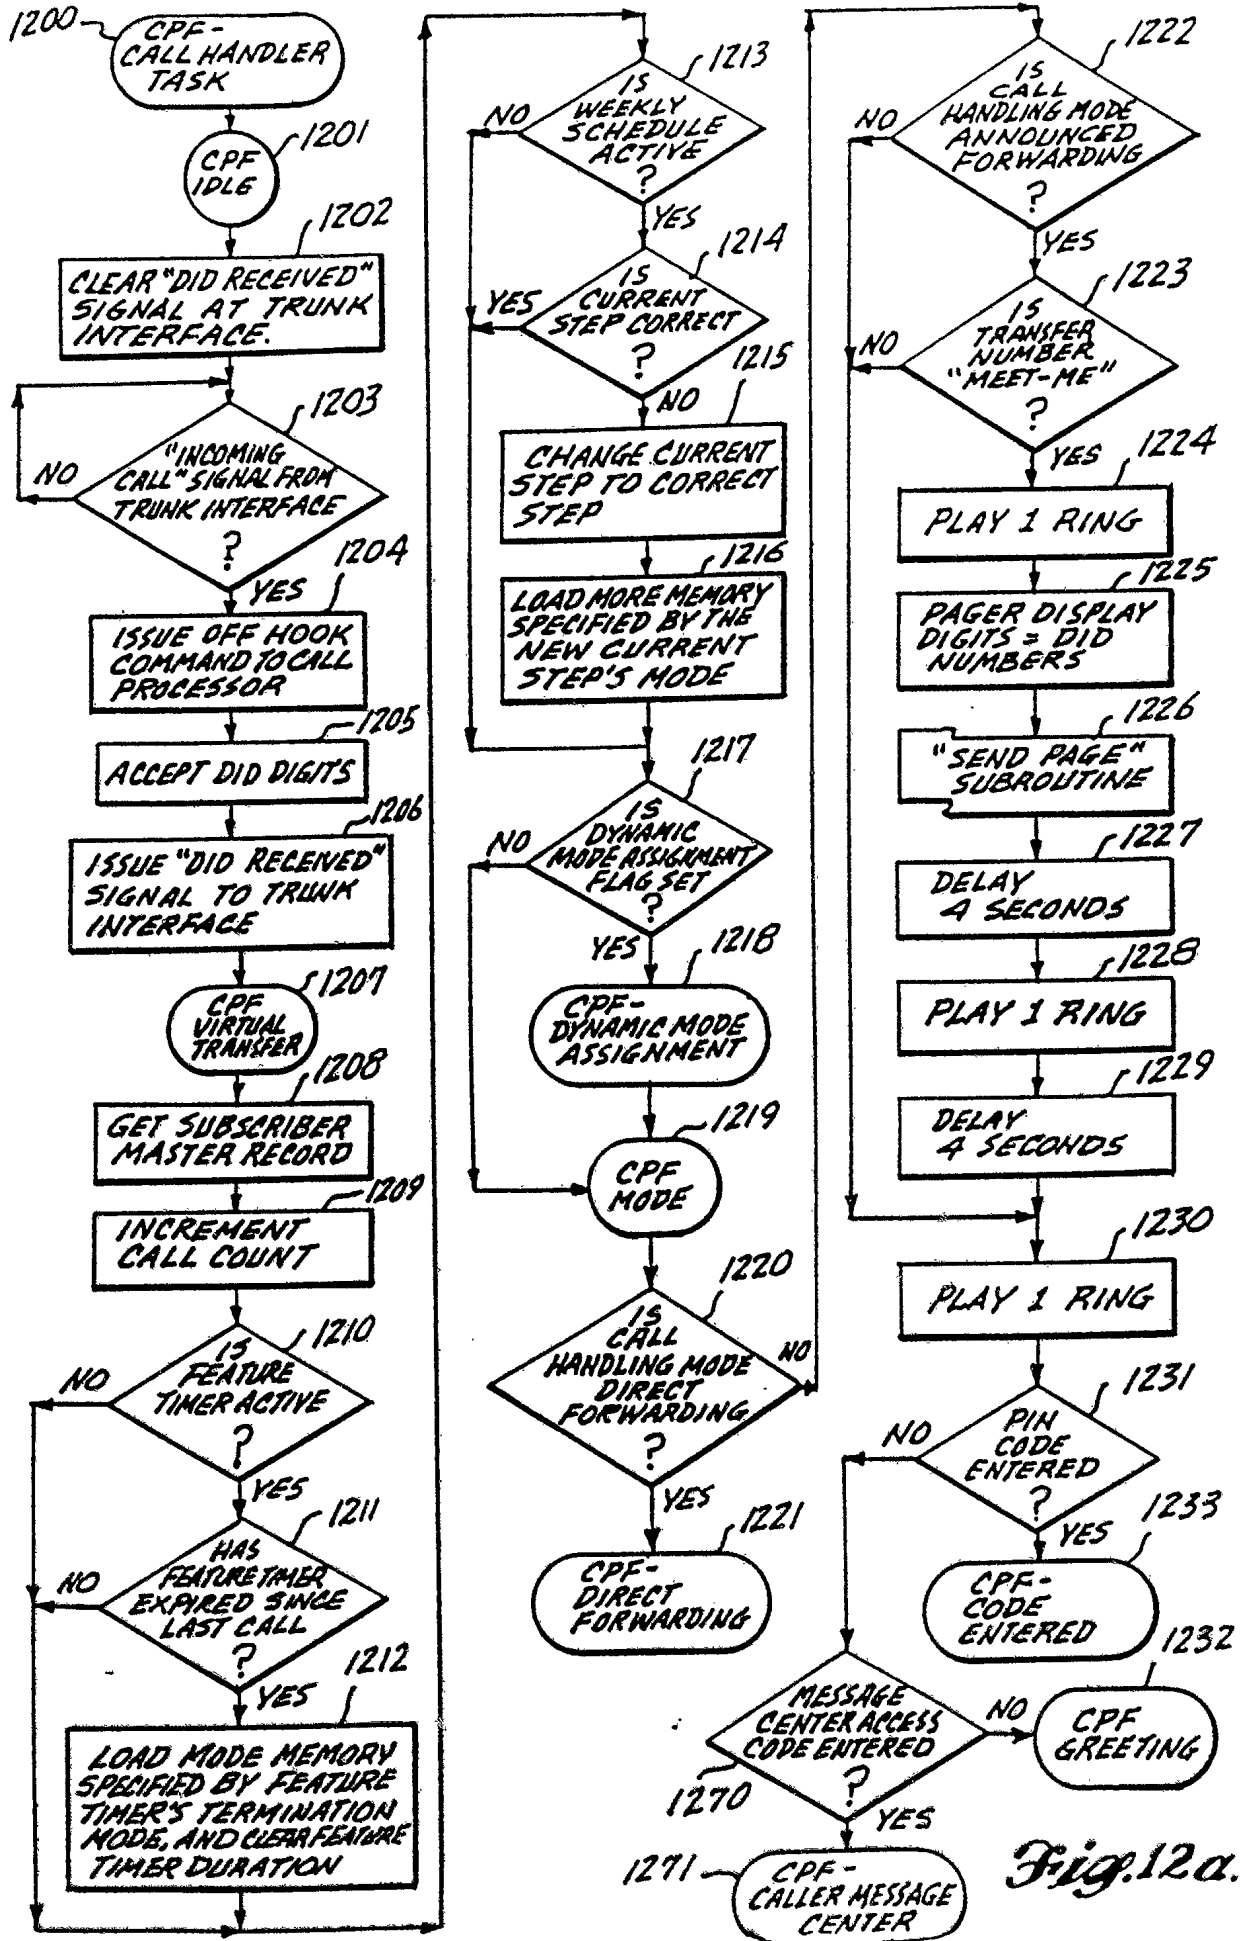 1200
CPF-
CALL HANDLER
TASK
1201
CPF
IDLE
1202
CLEAR "DID RECEIVED"
SIGNAL AT TRUNK
INTERFACE.
1203
"INCOMING
CALL" SIGNAL FROM
TRUNK INTERFACE
?
NO
YES
1204
ISSUE OFF HOOK
COMMAND TO CALL
PROCESSOR
1205
ACCEPT DID DIGITS
1206
ISSUE "DID RECEIVED"
SIGNAL TO TRUNK
INTERFACE
1207
CPF
VIRTUAL
TRANSFER
1208
GET SUBSCRIBER
MASTER RECORD
1209
INCREMENT
CALL COUNT
1210
IS
FEATURE
TIMER ACTIVE
?
NO
YES
1211
HAS
FEATURE TIMER
EXPIRED SINCE
LAST CALL
?
NO
YES
1212
LOAD MODE MEMORY
SPECIFIED BY FEATURE
TIMER'S TERMINATION
MODE, AND CLEAR FEATURE
TIMER DURATION
1213
IS
WEEKLY
SCHEDULE
ACTIVE
?
NO
YES
1214
IS
CURRENT
STEP CORRECT
?
YES
NO
1215
CHANGE CURRENT
STEP TO CORRECT
STEP
1216
LOAD MORE MEMORY
SPECIFIED BY THE
NEW CURRENT
STEP'S MODE
1217
IS
DYNAMIC
MODE ASSIGNMENT
FLAG SET
?
NO
YES
1218
CPF-
DYNAMIC MODE
ASSIGNMENT
1219
CPF
MODE
1220
IS
CALL
HANDLING MODE
DIRECT
FORWARDING
?
NO
YES
1221
CPF-
DIRECT
FORWARDING
1222
IS
CALL
HANDLING MODE
ANNOUNCED
FORWARDING
?
NO
YES
1223
IS
TRANSFER
NUMBER
"MEET-ME"
?
NO
YES
1224
PLAY 1 RING
1225
PAGER DISPLAY
DIGITS = DID
NUMBERS
1226
"SEND PAGE"
SUBROUTINE
1227
DELAY
4 SECONDS
1228
PLAY 1 RING
1229
DELAY
4 SECONDS
1230
PLAY 1 RING
1231
PIN
CODE
ENTERED
?
NO
YES
1233
CPF-
CODE
ENTERED
1232
CPF
GREETING
MESSAGE
CENTER ACCESS
CODE ENTERED
?
NO
1270
YES
1271
CPF-
CALLER MESSAGE
CENTER
Fig.12a.